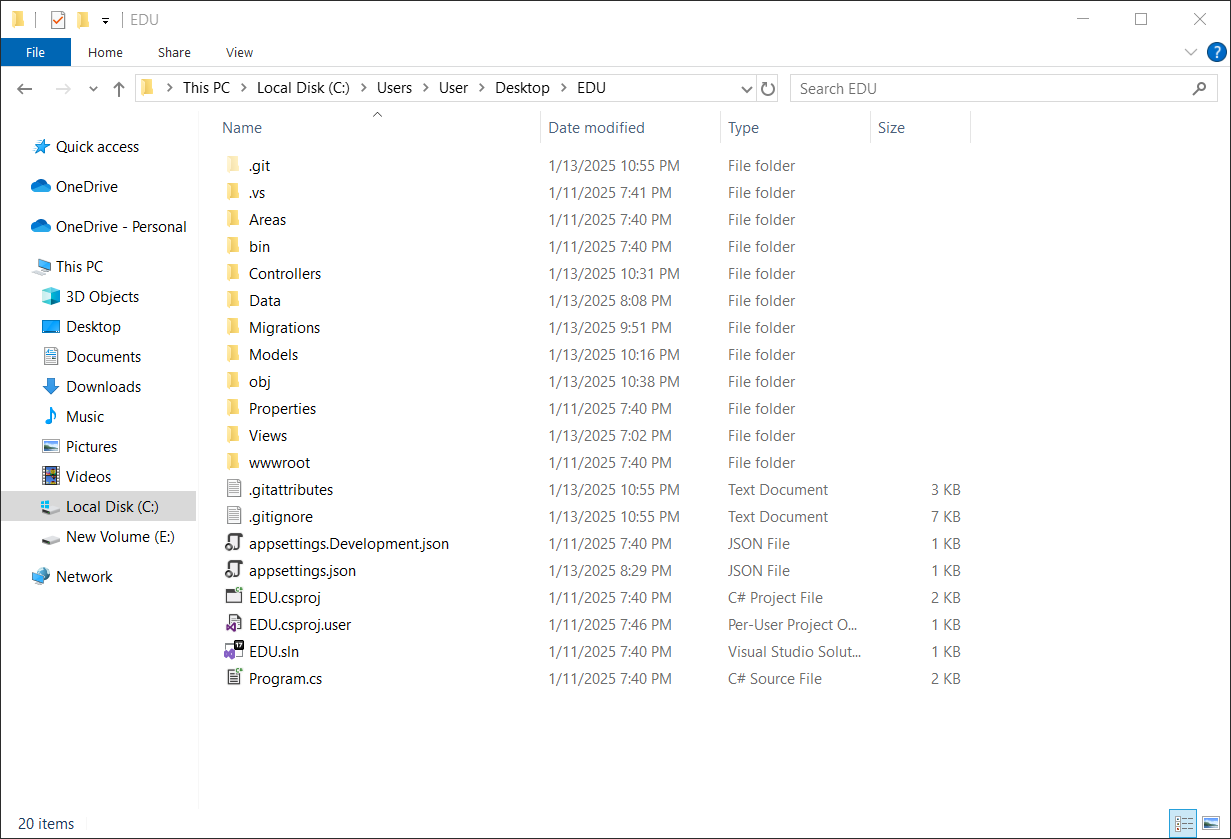 EDU
File Home Share View
This PC Local Disk (C:) Users User Desktop EDU Search EDU
Quick access
OneDrive
OneDrive - Personal
This PC
3D Objects
Desktop
Documents
Downloads
Music
Pictures
Videos
Local Disk (C:)
New Volume (E:)
Network
Name Date modified Type Size
.git 1/13/2025 10:55 PM File folder
.vs 1/11/2025 7:41 PM File folder
Areas 1/11/2025 7:40 PM File folder
bin 1/11/2025 7:40 PM File folder
Controllers 1/13/2025 10:31 PM File folder
Data 1/13/2025 8:08 PM File folder
Migrations 1/13/2025 9:51 PM File folder
Models 1/13/2025 10:16 PM File folder
obj 1/13/2025 10:38 PM File folder
Properties 1/11/2025 7:40 PM File folder
Views 1/13/2025 7:02 PM File folder
wwwroot 1/11/2025 7:40 PM File folder
.gitattributes 1/13/2025 10:55 PM Text Document 3 KB
.gitignore 1/13/2025 10:55 PM Text Document 7 KB
appsettings.Development.json 1/11/2025 7:40 PM JSON File 1 KB
appsettings.json 1/13/2025 8:29 PM JSON File 1 KB
EDU.csproj 1/11/2025 7:40 PM C# Project File 2 KB
EDU.csproj.user 1/11/2025 7:46 PM Per-User Project O... 1 KB
EDU.sln 1/11/2025 7:40 PM Visual Studio Solut... 1 KB
Program.cs 1/11/2025 7:40 PM C# Source File 2 KB
20 items